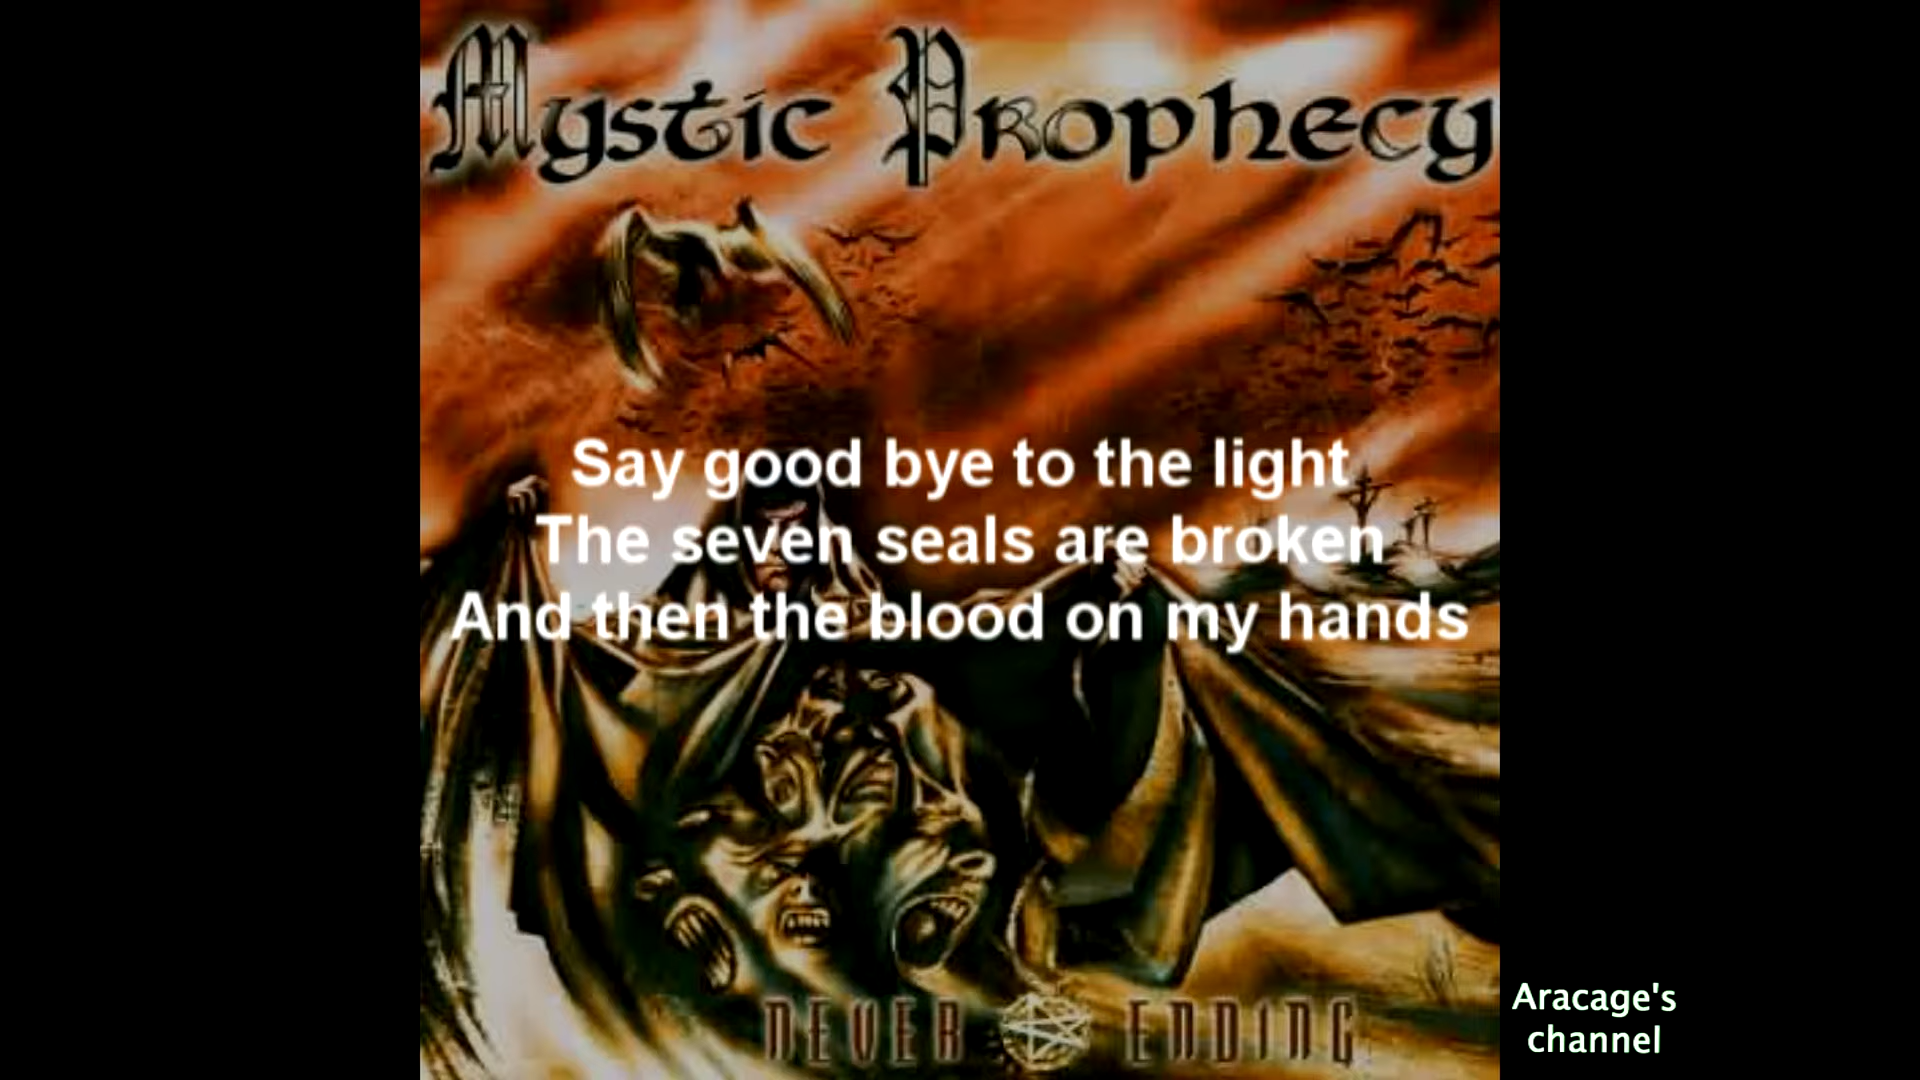 Mystic Prophecy
Say good bye to the light
The seven seals are broken
And then the blood on my hands
NEVER ENDING
Aracage's
channel